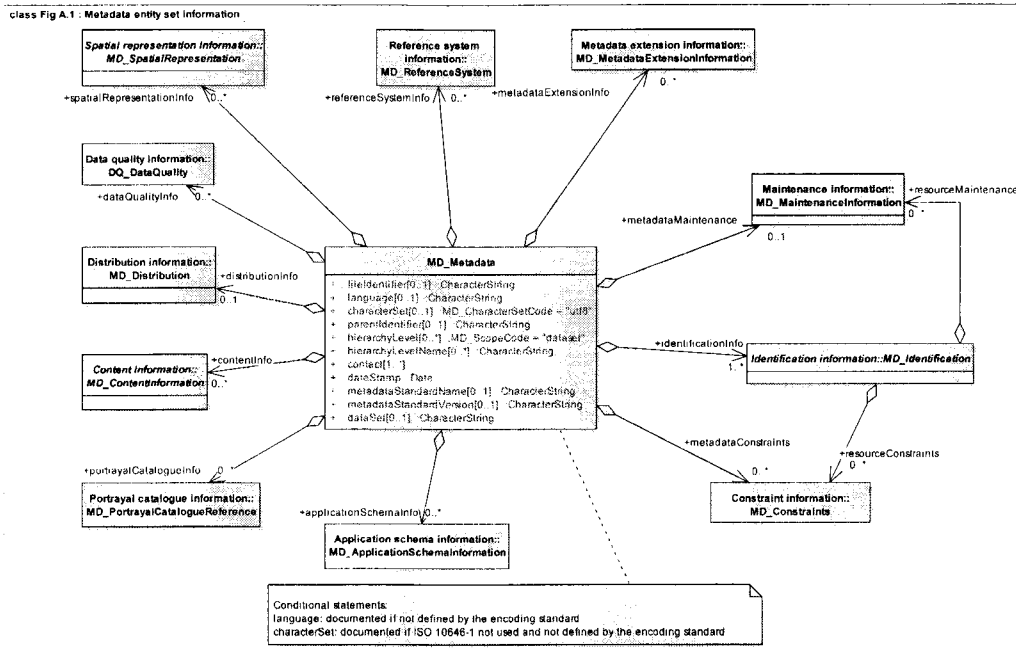 class Fig A.1 : Metadata entity set information
Spatial representation information::
MD_SpatialRepresentation
+spatialRepresentationInfo
0..*
Reference system
information::
MD_ReferenceSystem
+referenceSystemInfo
0..*
Metadata extension information::
MD_MetadataExtensionInformation
+metadataExtensionInfo
0..*
Data quality information::
DQ_DataQuality
+dataQualityInfo
0..*
Maintenance information::
MD_MaintenanceInformation
+resourceMaintenance
0..*
+metadataMaintenance
0..1
Distribution information::
MD_Distribution
+distributionInfo
0..1
MD_Metadata
+ fileIdentifier[0..1] :CharacterString
+ language[0..1] :CharacterString
+ characterSet[0..1] :MD_CharacterSetCode = "utf8"
+ parentIdentifier[0..1] :CharacterString
+ hierarchyLevel[0..*] :MD_ScopeCode = "dataset"
+ hierarchyLevelName[0..*] :CharacterString
+ contact[1..*]
+ dateStamp :Date
+ metadataStandardName[0..1] :CharacterString
+ metadataStandardVersion[0..1] :CharacterString
+ dataSet[0..1] :CharacterString
+identificationInfo
1..*
Identification information::MD_Identification
+contentInfo
Content information::
MD_ContentInformation
0..*
+metadataConstraints
0..*
+resourceConstraints
0..*
+portrayalCatalogueInfo
0..*
Portrayal catalogue information::
MD_PortrayalCatalogueReference
Constraint information::
MD_Constraints
+applicationSchemaInfo
0..*
Application schema information::
MD_ApplicationSchemaInformation
Conditional statements:
language: documented if not defined by the encoding standard
characterSet: documented if ISO 10646-1 not used and not defined by the encoding standard